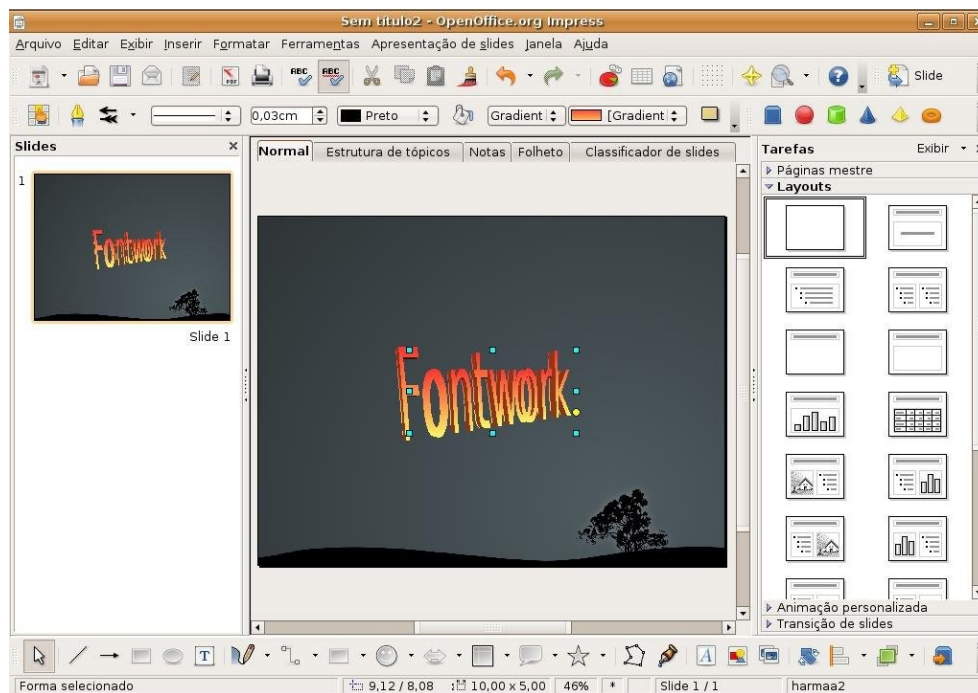 Sem título2 - OpenOffice.org Impress
Arquivo Editar Exibir Inserir Formatar Ferramentas Apresentação de slides Janela Ajuda
PDF ABC ABC Slide
0,03cm Preto Gradient [Gradient
Slides
Normal Estrutura de tópicos Notas Folheto Classificador de slides
Tarefas Exibir
1
Páginas mestre
Layouts
Fontwork
Slide 1
Fontwork
Animação personalizada
Transição de slides
T A
Forma selecionado 9,12 / 8,08 10,00 x 5,00 46% * Slide 1 / 1 harmaa2